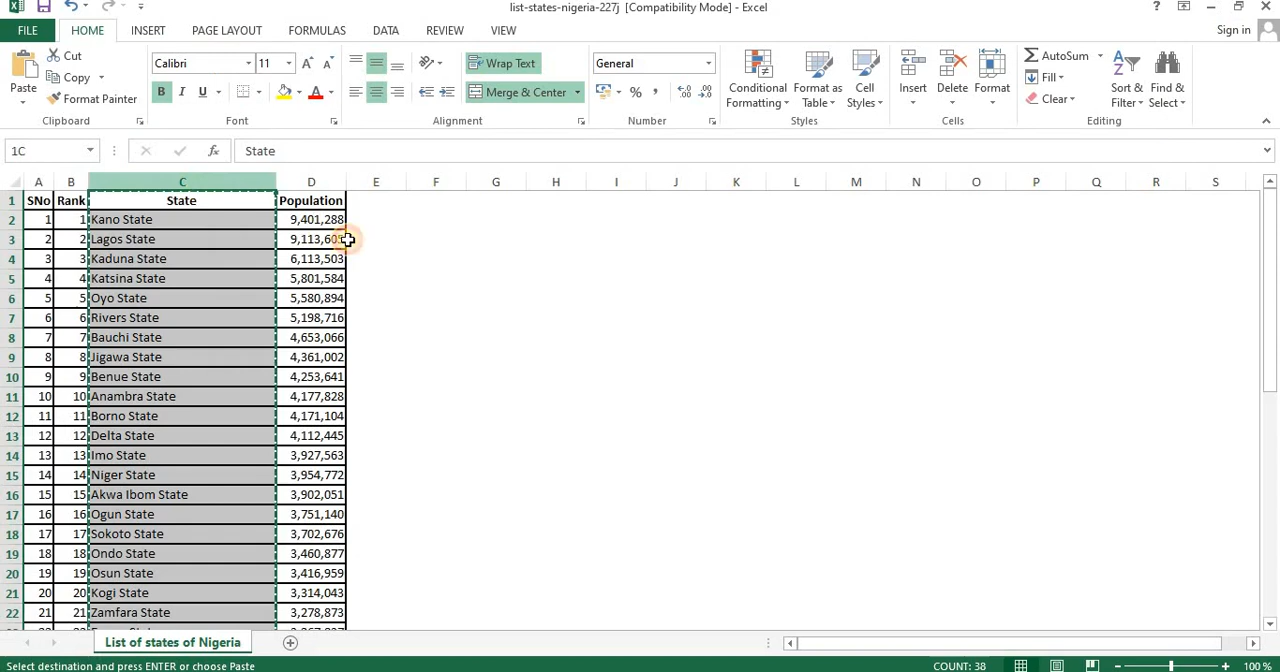 list-states-nigeria-227j [Compatibility Mode] - Excel
?
FILE HOME INSERT PAGE LAYOUT FORMULAS DATA REVIEW VIEW
Sign in
Paste
Cut
Copy
Format Painter
Clipboard
Calibri 11
B I U A
Font
Wrap Text
Merge & Center
Alignment
General
%
Number
Conditional Formatting
Format as Table
Cell Styles
Styles
Insert Delete Format
Cells
AutoSum
Fill
Clear
Sort & Filter
Find & Select
Editing
1C fx State
A B C D E F G H I J K L M N O P Q R S
1 SNo Rank State Population
2 1 1 Kano State 9,401,288
3 2 2 Lagos State 9,113,605
4 3 3 Kaduna State 6,113,503
5 4 4 Katsina State 5,801,584
6 5 5 Oyo State 5,580,894
7 6 6 Rivers State 5,198,716
8 7 7 Bauchi State 4,653,066
9 8 8 Jigawa State 4,361,002
10 9 9 Benue State 4,253,641
11 10 10 Anambra State 4,177,828
12 11 11 Borno State 4,171,104
13 12 12 Delta State 4,112,445
14 13 13 Imo State 3,927,563
15 14 14 Niger State 3,954,772
16 15 15 Akwa Ibom State 3,902,051
17 16 16 Ogun State 3,751,140
18 17 17 Sokoto State 3,702,676
19 18 18 Ondo State 3,460,877
20 19 19 Osun State 3,416,959
21 20 20 Kogi State 3,314,043
22 21 21 Zamfara State 3,278,873
List of states of Nigeria
Select destination and press ENTER or choose Paste
COUNT: 38
100 %